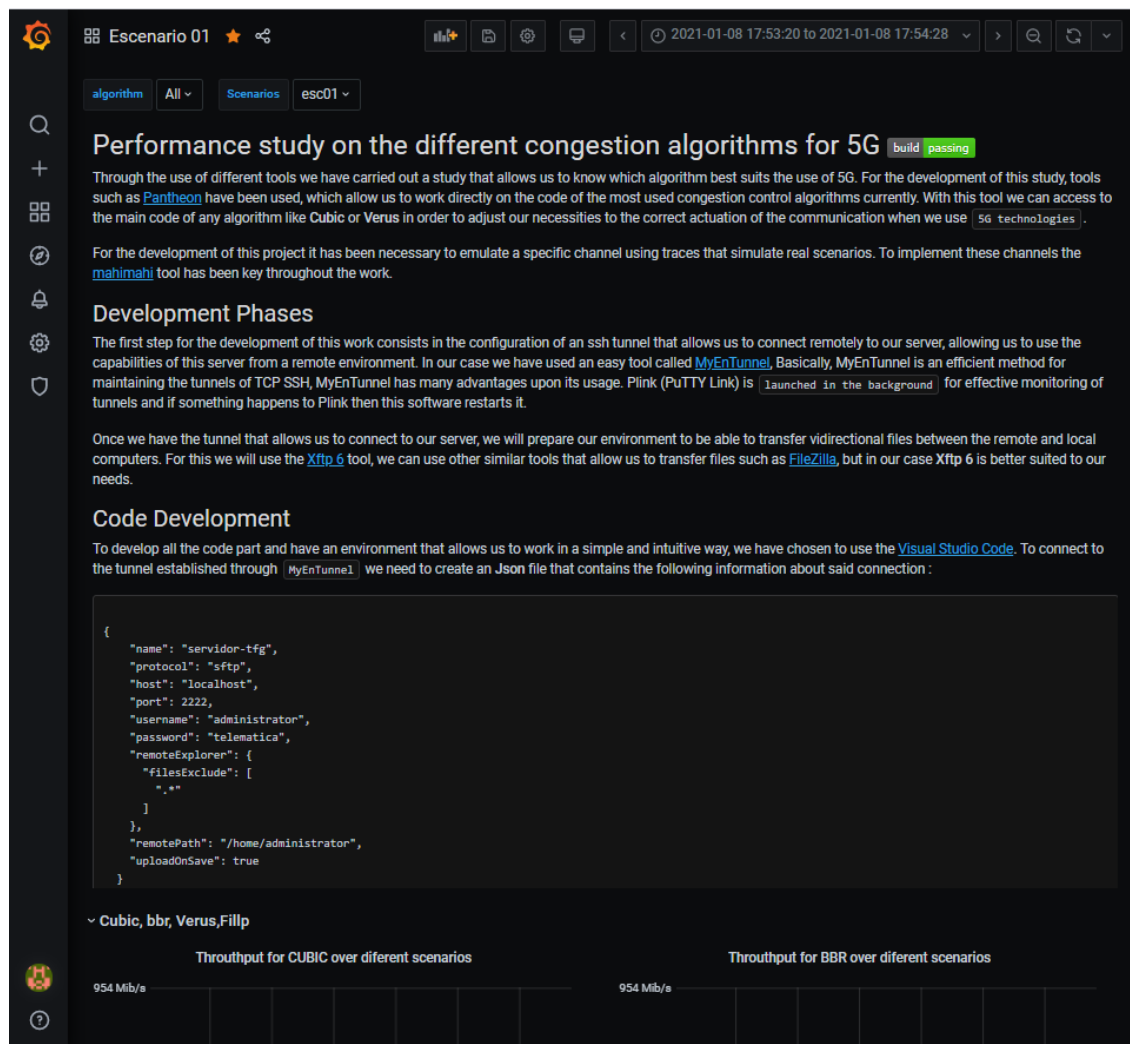 Escenario 01
2021-01-08 17:53:20 to 2021-01-08 17:54:28
algorithm All Scenarios esc01
Performance study on the different congestion algorithms for 5G build passing
Through the use of different tools we have carried out a study that allows us to know which algorithm best suits the use of 5G. For the development of this study, tools
such as Pantheon have been used, which allow us to work directly on the code of the most used congestion control algorithms currently. With this tool we can access to
the main code of any algorithm like Cubic or Verus in order to adjust our necessities to the correct actuation of the communication when we use 5G technologies .
For the development of this project it has been necessary to emulate a specific channel using traces that simulate real scenarios. To implement these channels the
mahimahi tool has been key throughout the work.
Development Phases
The first step for the development of this work consists in the configuration of an ssh tunnel that allows us to connect remotely to our server, allowing us to use the
capabilities of this server from a remote environment. In our case we have used an easy tool called MyEnTunnel, Basically, MyEnTunnel is an efficient method for
maintaining the tunnels of TCP SSH, MyEnTunnel has many advantages upon its usage. Plink (PuTTY Link) is launched in the background for effective monitoring of
tunnels and if something happens to Plink then this software restarts it.
Once we have the tunnel that allows us to connect to our server, we will prepare our environment to be able to transfer vidirectional files between the remote and local
computers. For this we will use the Xftp 6 tool, we can use other similar tools that allow us to transfer files such as FileZilla, but in our case Xftp 6 is better suited to our
needs.
Code Development
To develop all the code part and have an environment that allows us to work in a simple and intuitive way, we have chosen to use the Visual Studio Code. To connect to
the tunnel established through MyEnTunnel we need to create an Json file that contains the following information about said connection :
{
"name": "servidor-tfg",
"protocol": "sftp",
"host": "localhost",
"port": 2222,
"username": "administrator",
"password": "telematica",
"remoteExplorer": {
"filesExclude": [
".*"
]
},
"remotePath": "/home/administrator",
"uploadOnSave": true
}
Cubic, bbr, Verus,Fillp
Throuthput for CUBIC over diferent scenarios
954 Mib/s
Throuthput for BBR over diferent scenarios
954 Mib/s